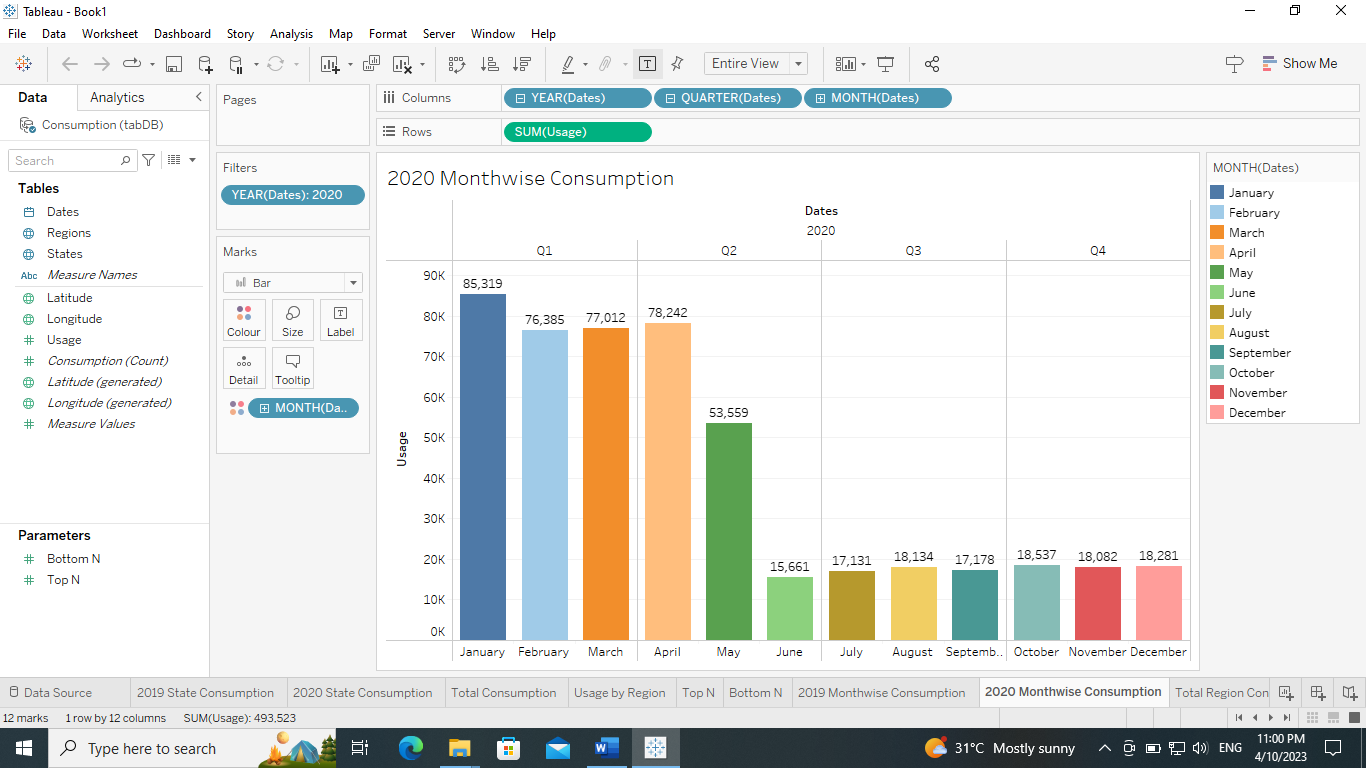 Tableau - Book1
File Data Worksheet Dashboard Story Analysis Map Format Server Window Help
Entire View
Show Me
Data Analytics
Consumption (tabDB)
Search
Tables
Dates
Regions
States
Abc Measure Names
Latitude
Longitude
Usage
Consumption (Count)
Latitude (generated)
Longitude (generated)
Measure Values
Parameters
Bottom N
Top N
Pages
Filters
YEAR(Dates): 2020
Marks
Bar
Colour Size Label
Detail Tooltip
MONTH(Da..
Columns YEAR(Dates) QUARTER(Dates) MONTH(Dates)
Rows SUM(Usage)
2020 Monthwise Consumption
Dates
2020
Q1 Q2 Q3 Q4
Usage
90K
80K
70K
60K
50K
40K
30K
20K
10K
0K
85,319 76,385 77,012 78,242 53,559 15,661 17,131 18,134 17,178 18,537 18,082 18,281
January February March April May June July August Septemb.. October November December
MONTH(Dates)
January
February
March
April
May
June
July
August
September
October
November
December
Data Source 2019 State Consumption 2020 State Consumption Total Consumption Usage by Region Top N Bottom N 2019 Monthwise Consumption 2020 Monthwise Consumption Total Region Con
12 marks 1 row by 12 columns SUM(Usage): 493,523
Type here to search
31°C Mostly sunny
ENG
11:00 PM
4/10/2023